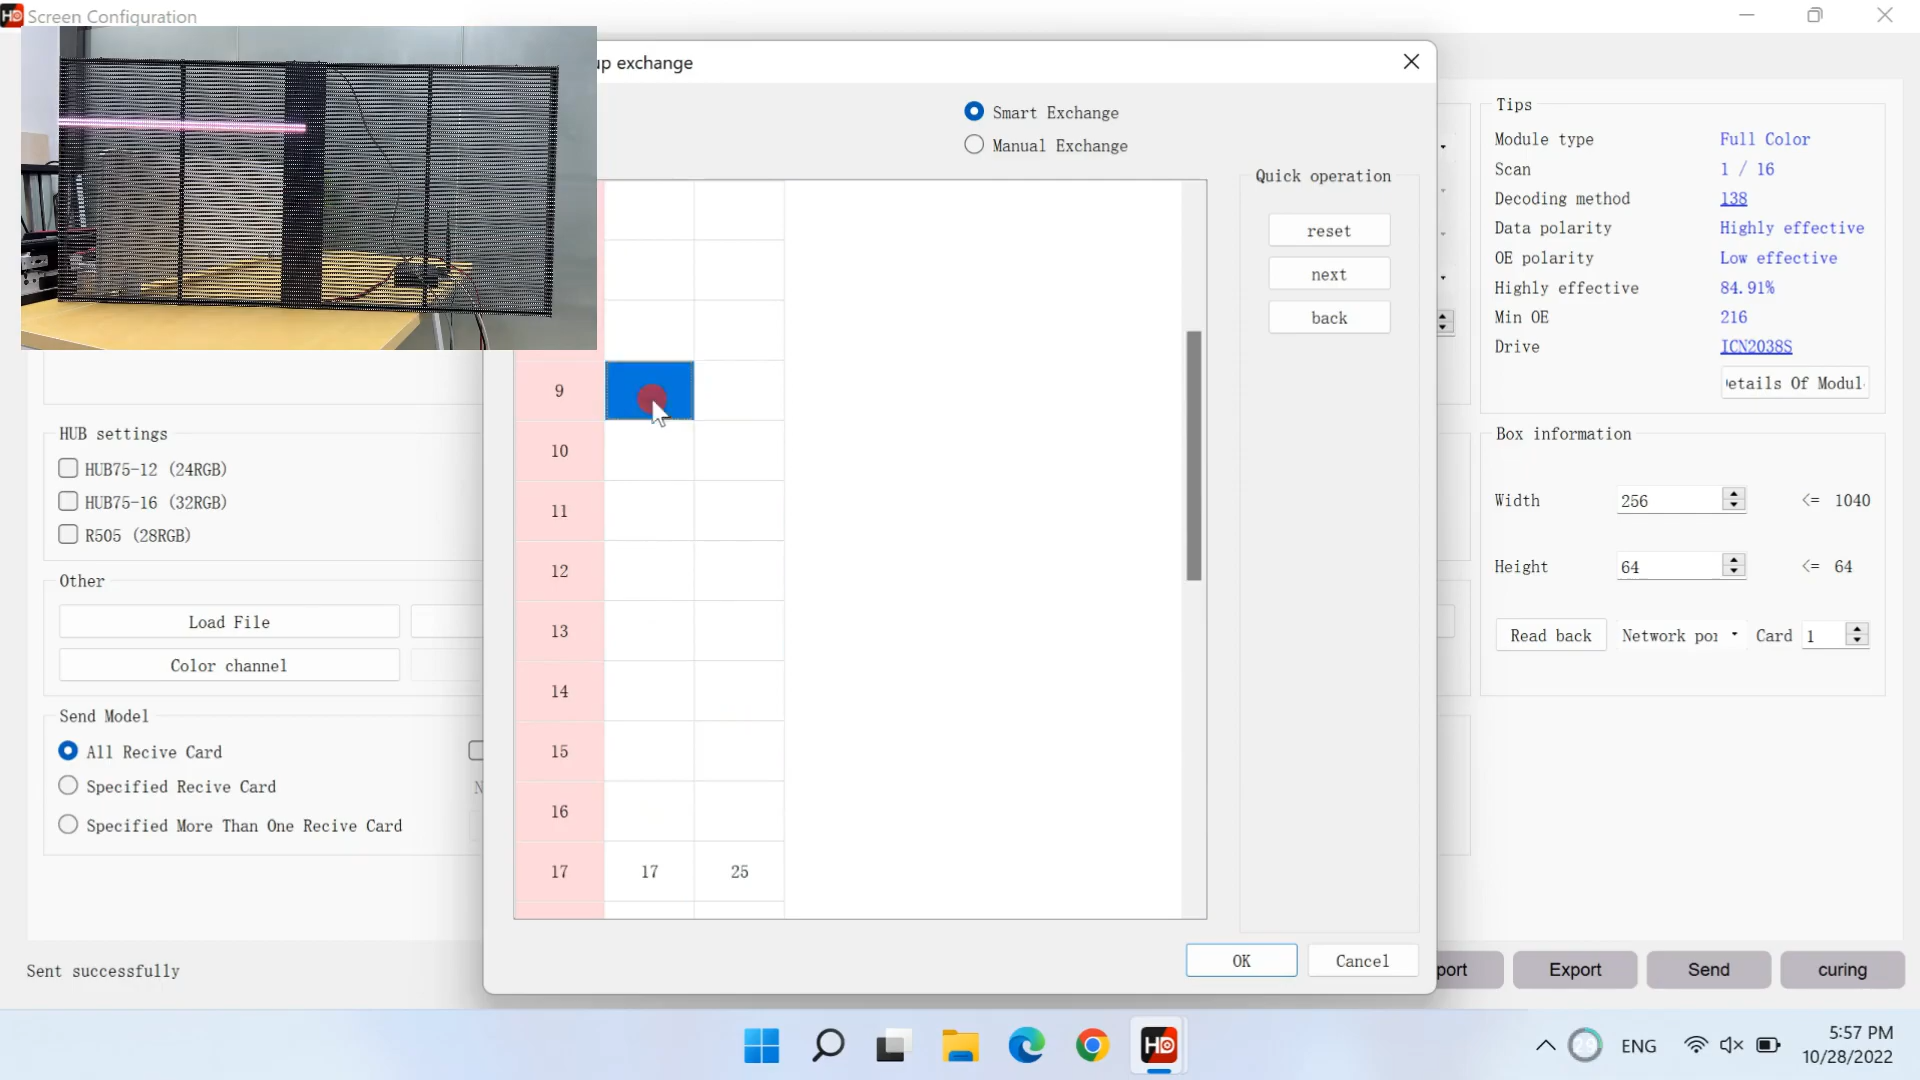 HD Screen Configuration
up exchange
Smart Exchange
Manual Exchange
Quick operation
reset
next
back
9
10
11
12
13
14
15
16
17 17 25
OK Cancel
HUB settings
HUB75-12 (24RGB)
HUB75-16 (32RGB)
R505 (28RGB)
Other
Load File
Color channel
Send Model
All Recive Card
Specified Recive Card
Specified More Than One Recive Card
Sent successfully
Tips
Module type Full Color
Scan 1 / 16
Decoding method 138
Data polarity Highly effective
OE polarity Low effective
Highly effective 84.91%
Min OE 216
Drive ICN2038S
etails Of Modul
Box information
Width 256 <= 1040
Height 64 <= 64
Read back Network por Card 1
port Export Send curing
HD
ENG
5:57 PM
10/28/2022